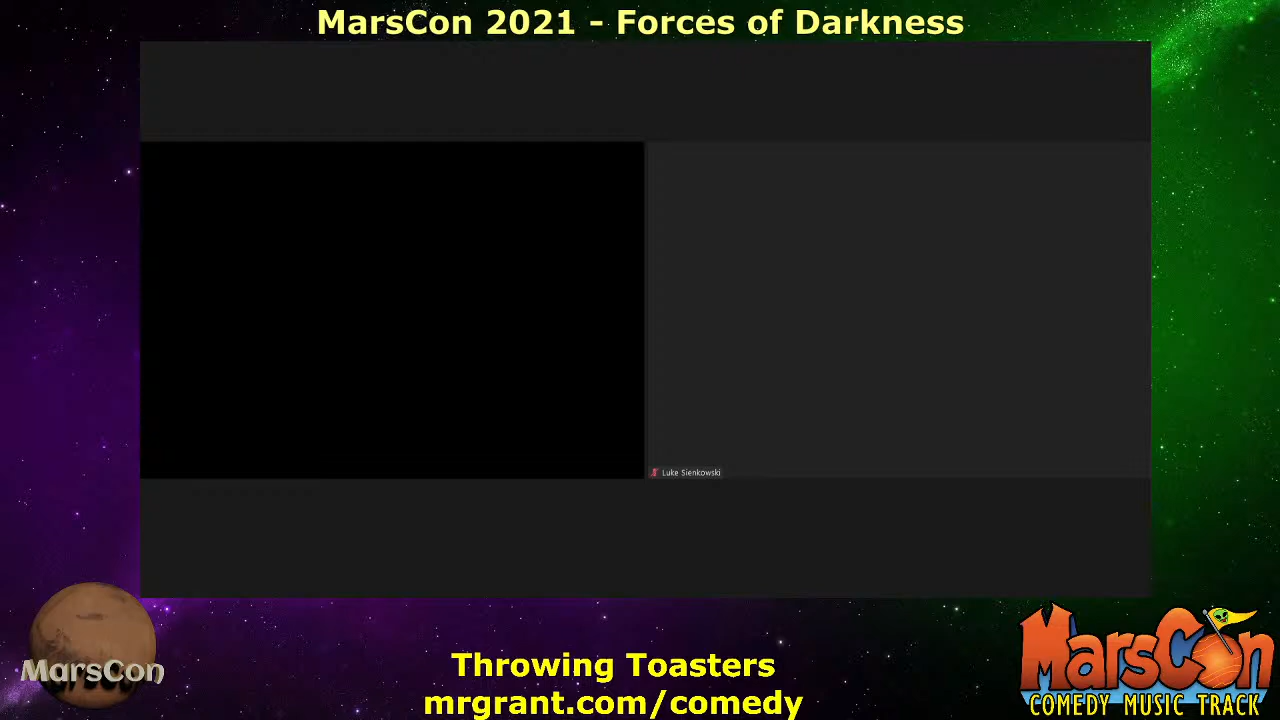 MarsCon 2021 - Forces of Darkness
Luke Sienkowski
MarsCon
Throwing Toasters
mrgrant.com/comedy
MarsCon
COMEDY MUSIC TRACK